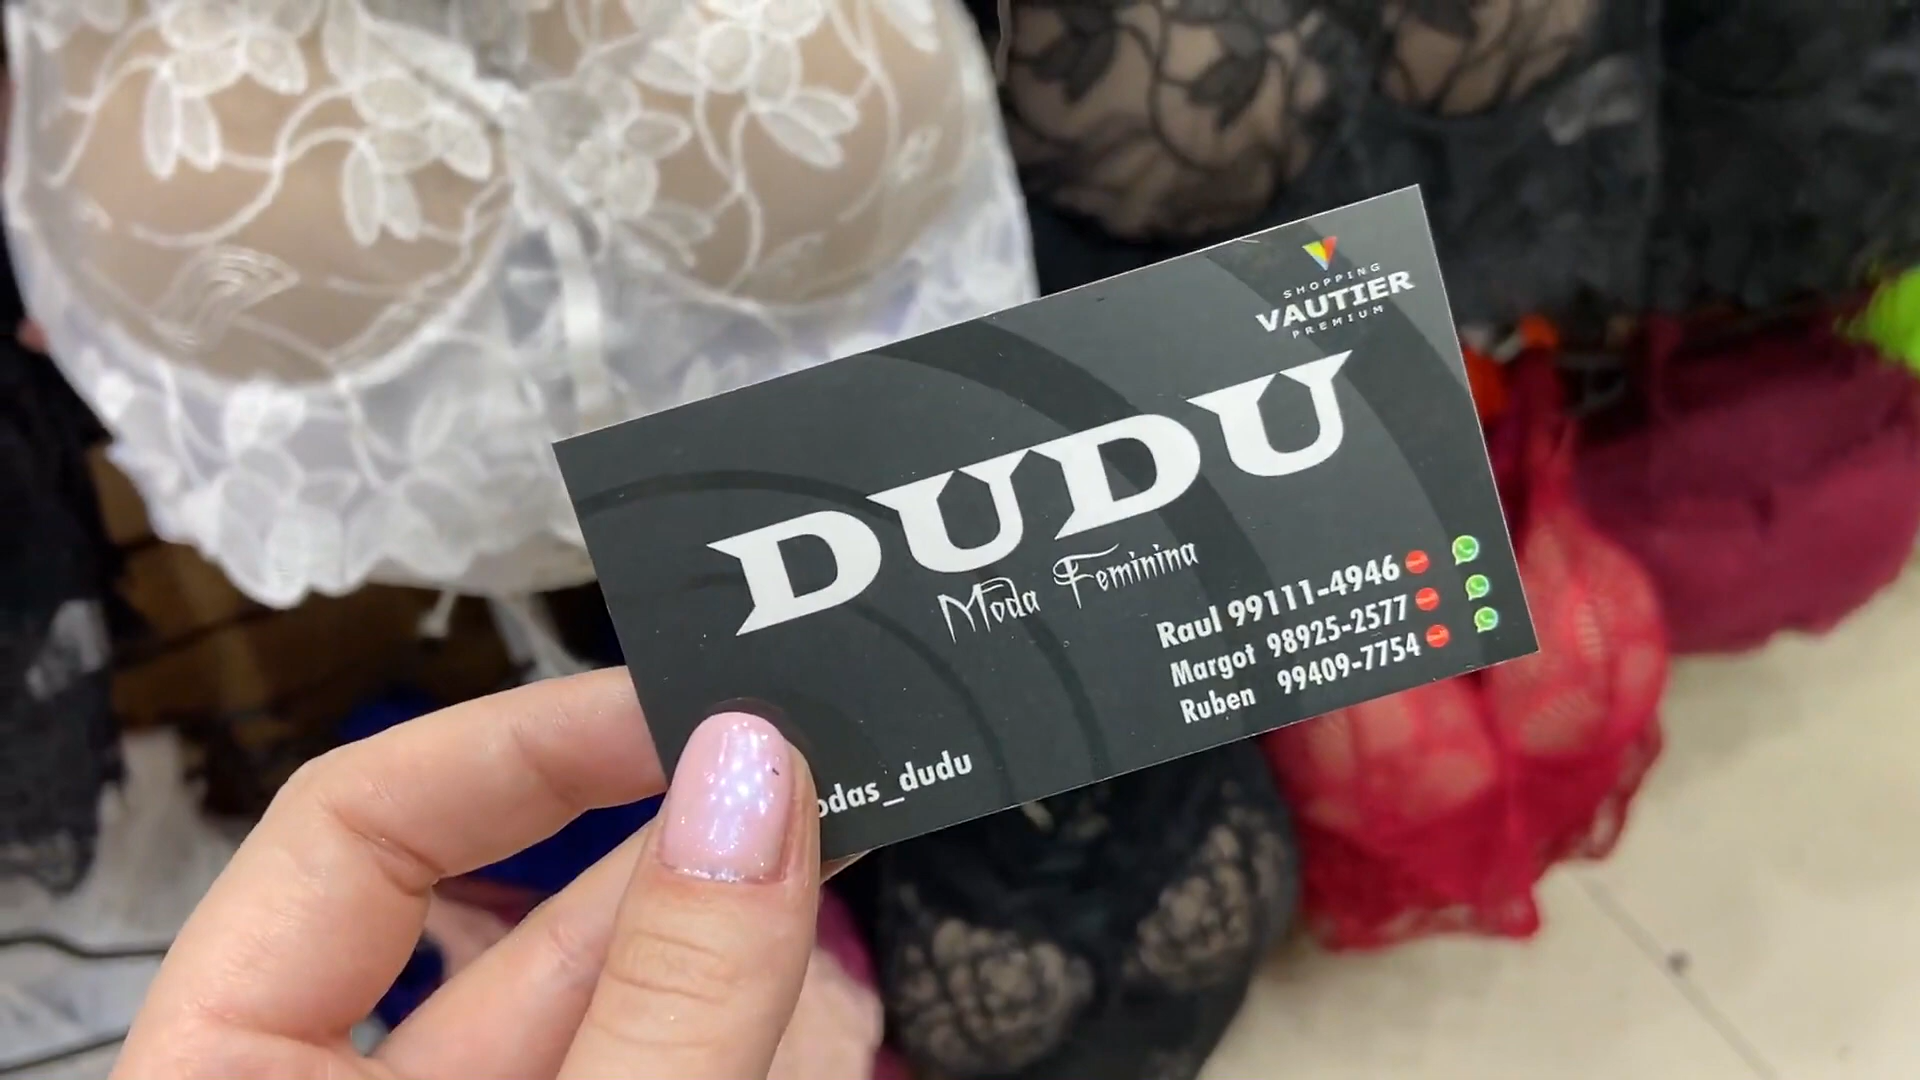 SHOPPING
VAUTIER
PREMIUM
DUDU
Moda Feminina
Raul 99111-4946
Margot 98925-2577
Ruben 99409-7754
odas_dudu